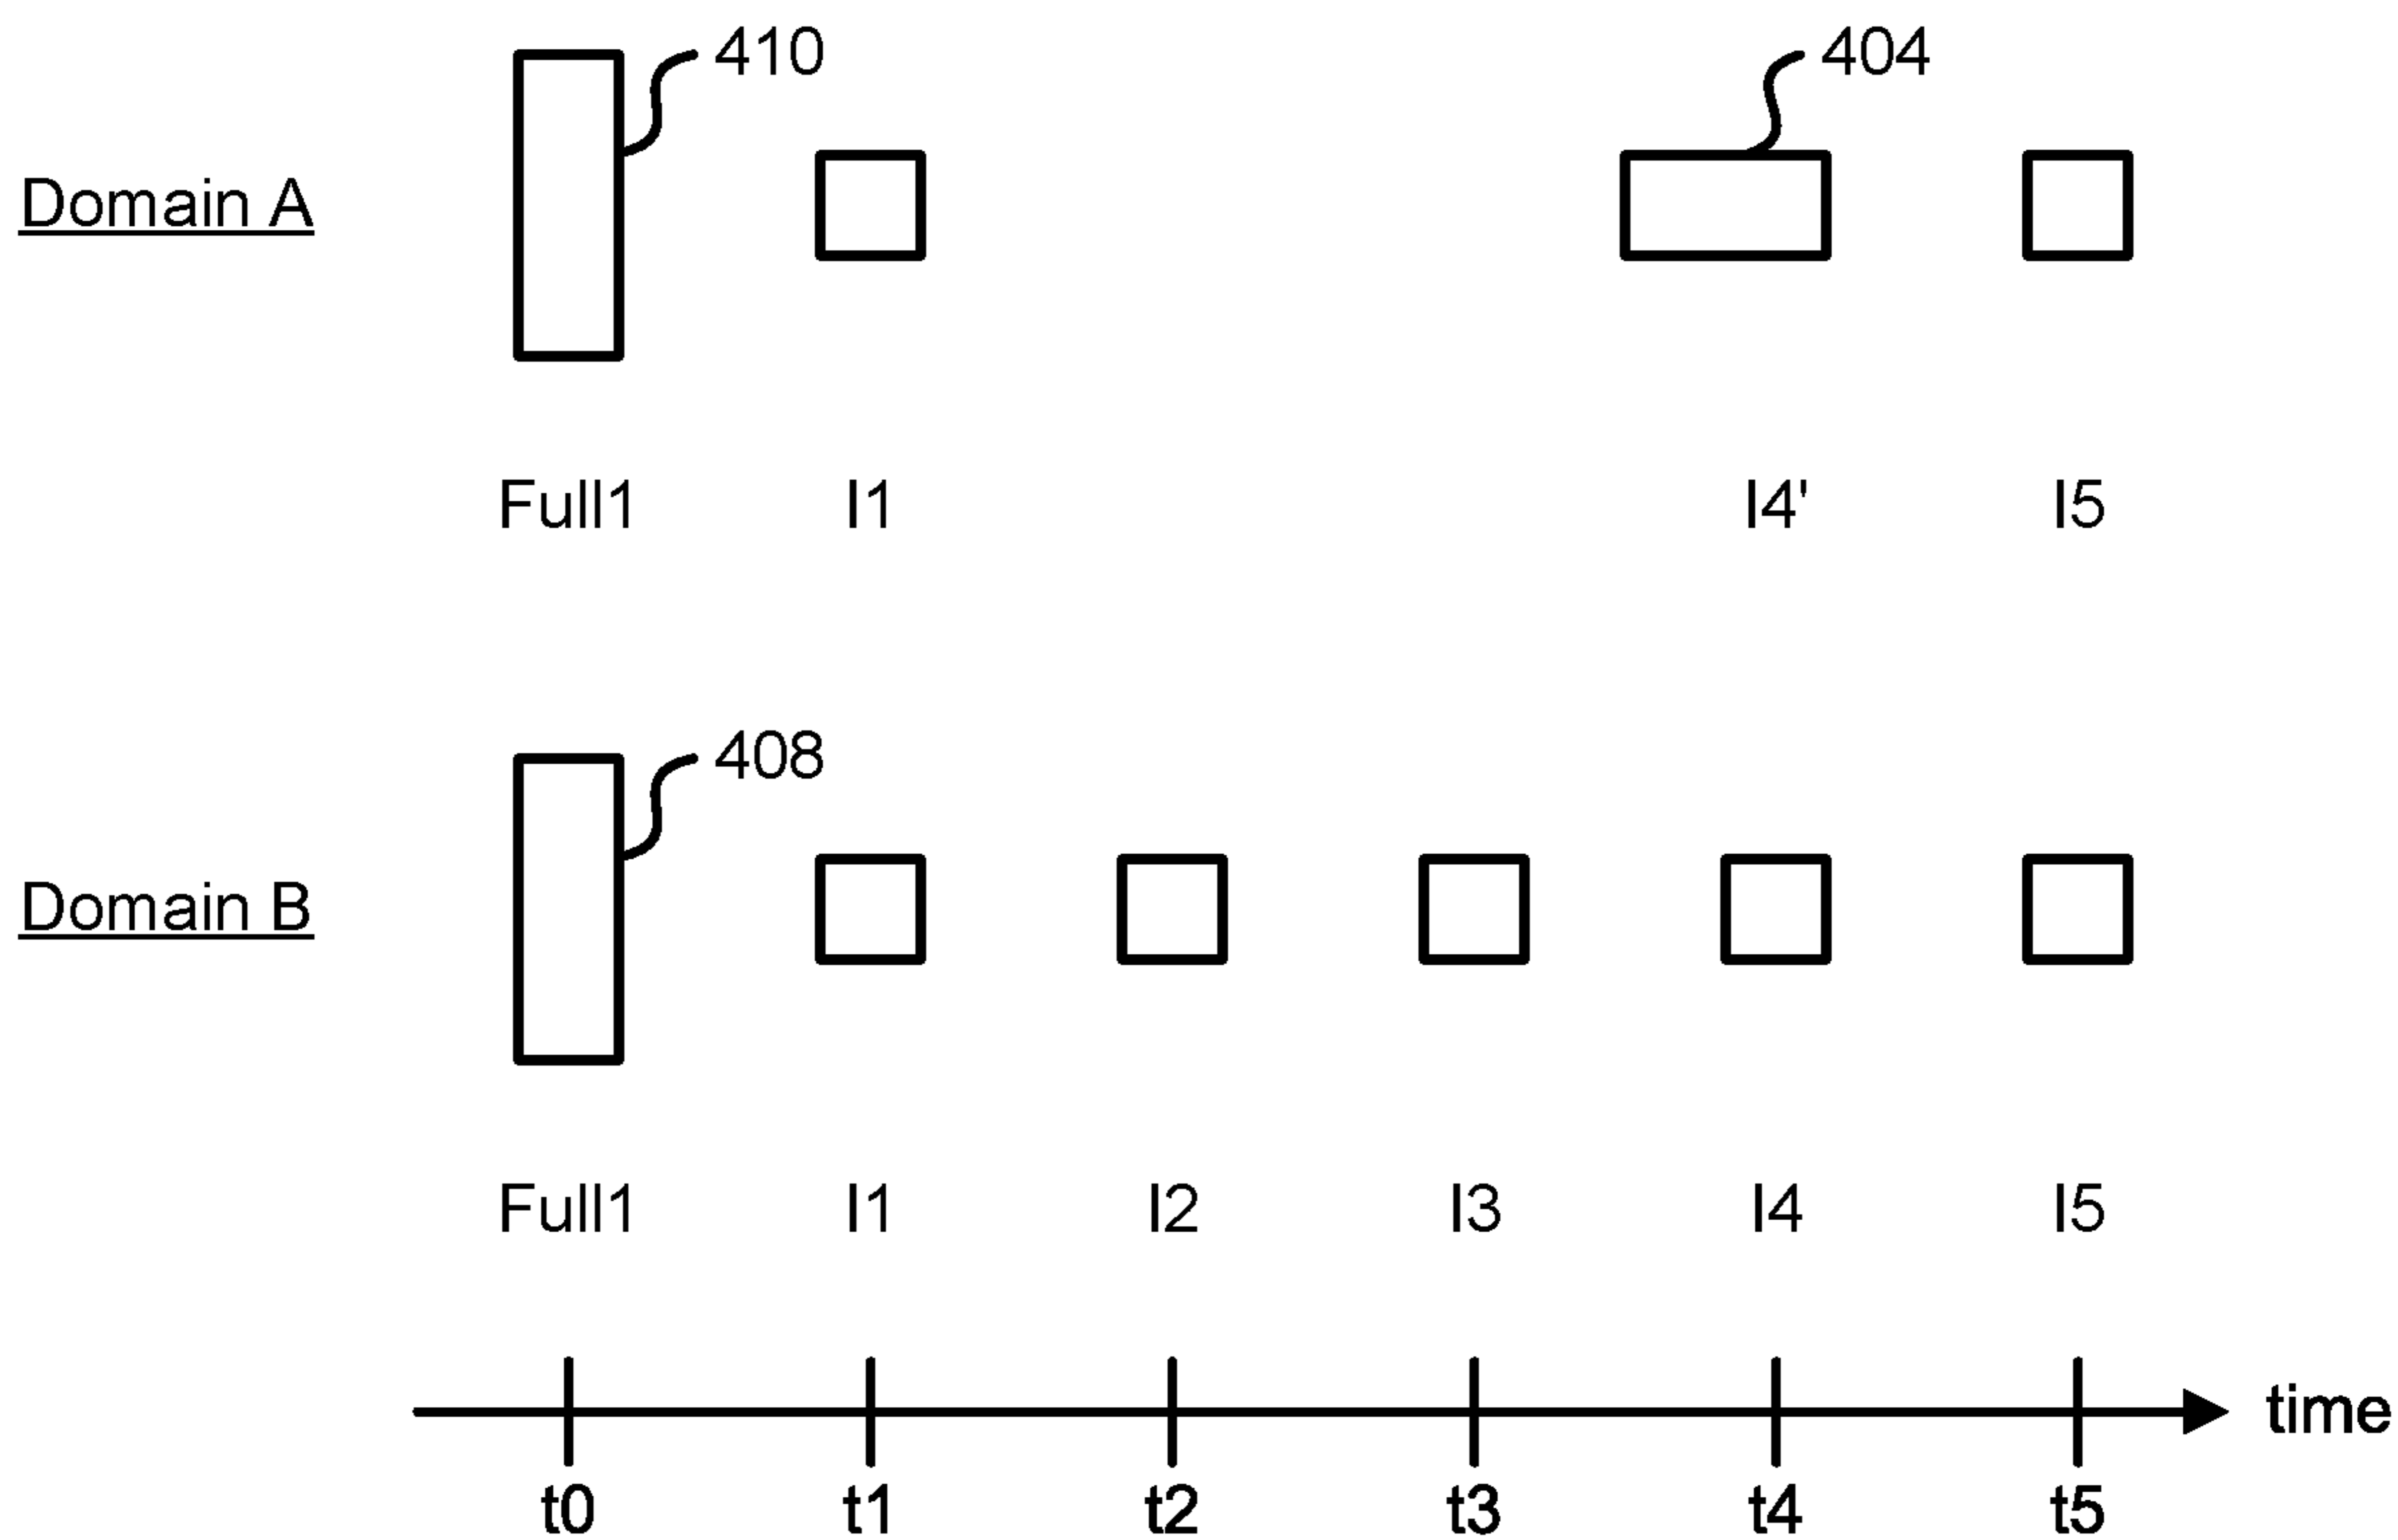 410
404
Domain A
Full1 I1 I4' I5
408
Domain B
Full1 I1 I2 I3 I4 I5
time
t0 t1 t2 t3 t4 t5